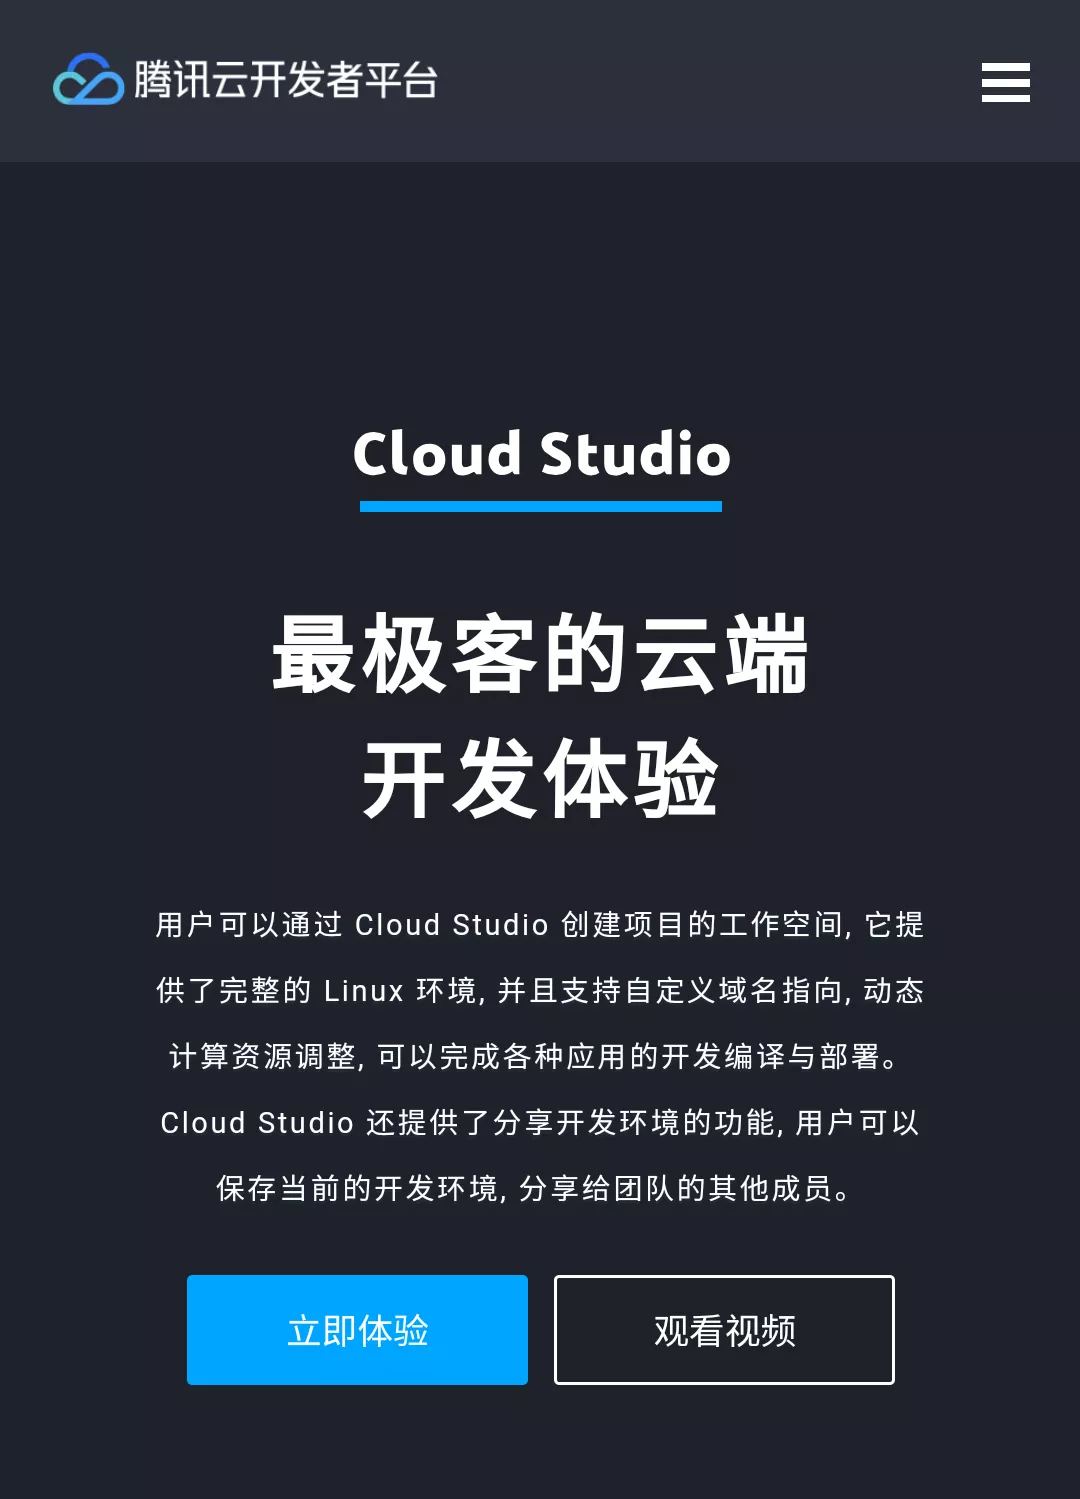 腾讯云开发者平台
Cloud Studio
最极客的云端
开发体验
用户可以通过 Cloud Studio 创建项目的工作空间, 它提
供了完整的 Linux 环境, 并且支持自定义域名指向, 动态
计算资源调整, 可以完成各种应用的开发编译与部署。
Cloud Studio 还提供了分享开发环境的功能, 用户可以
保存当前的开发环境, 分享给团队的其他成员。
立即体验
观看视频